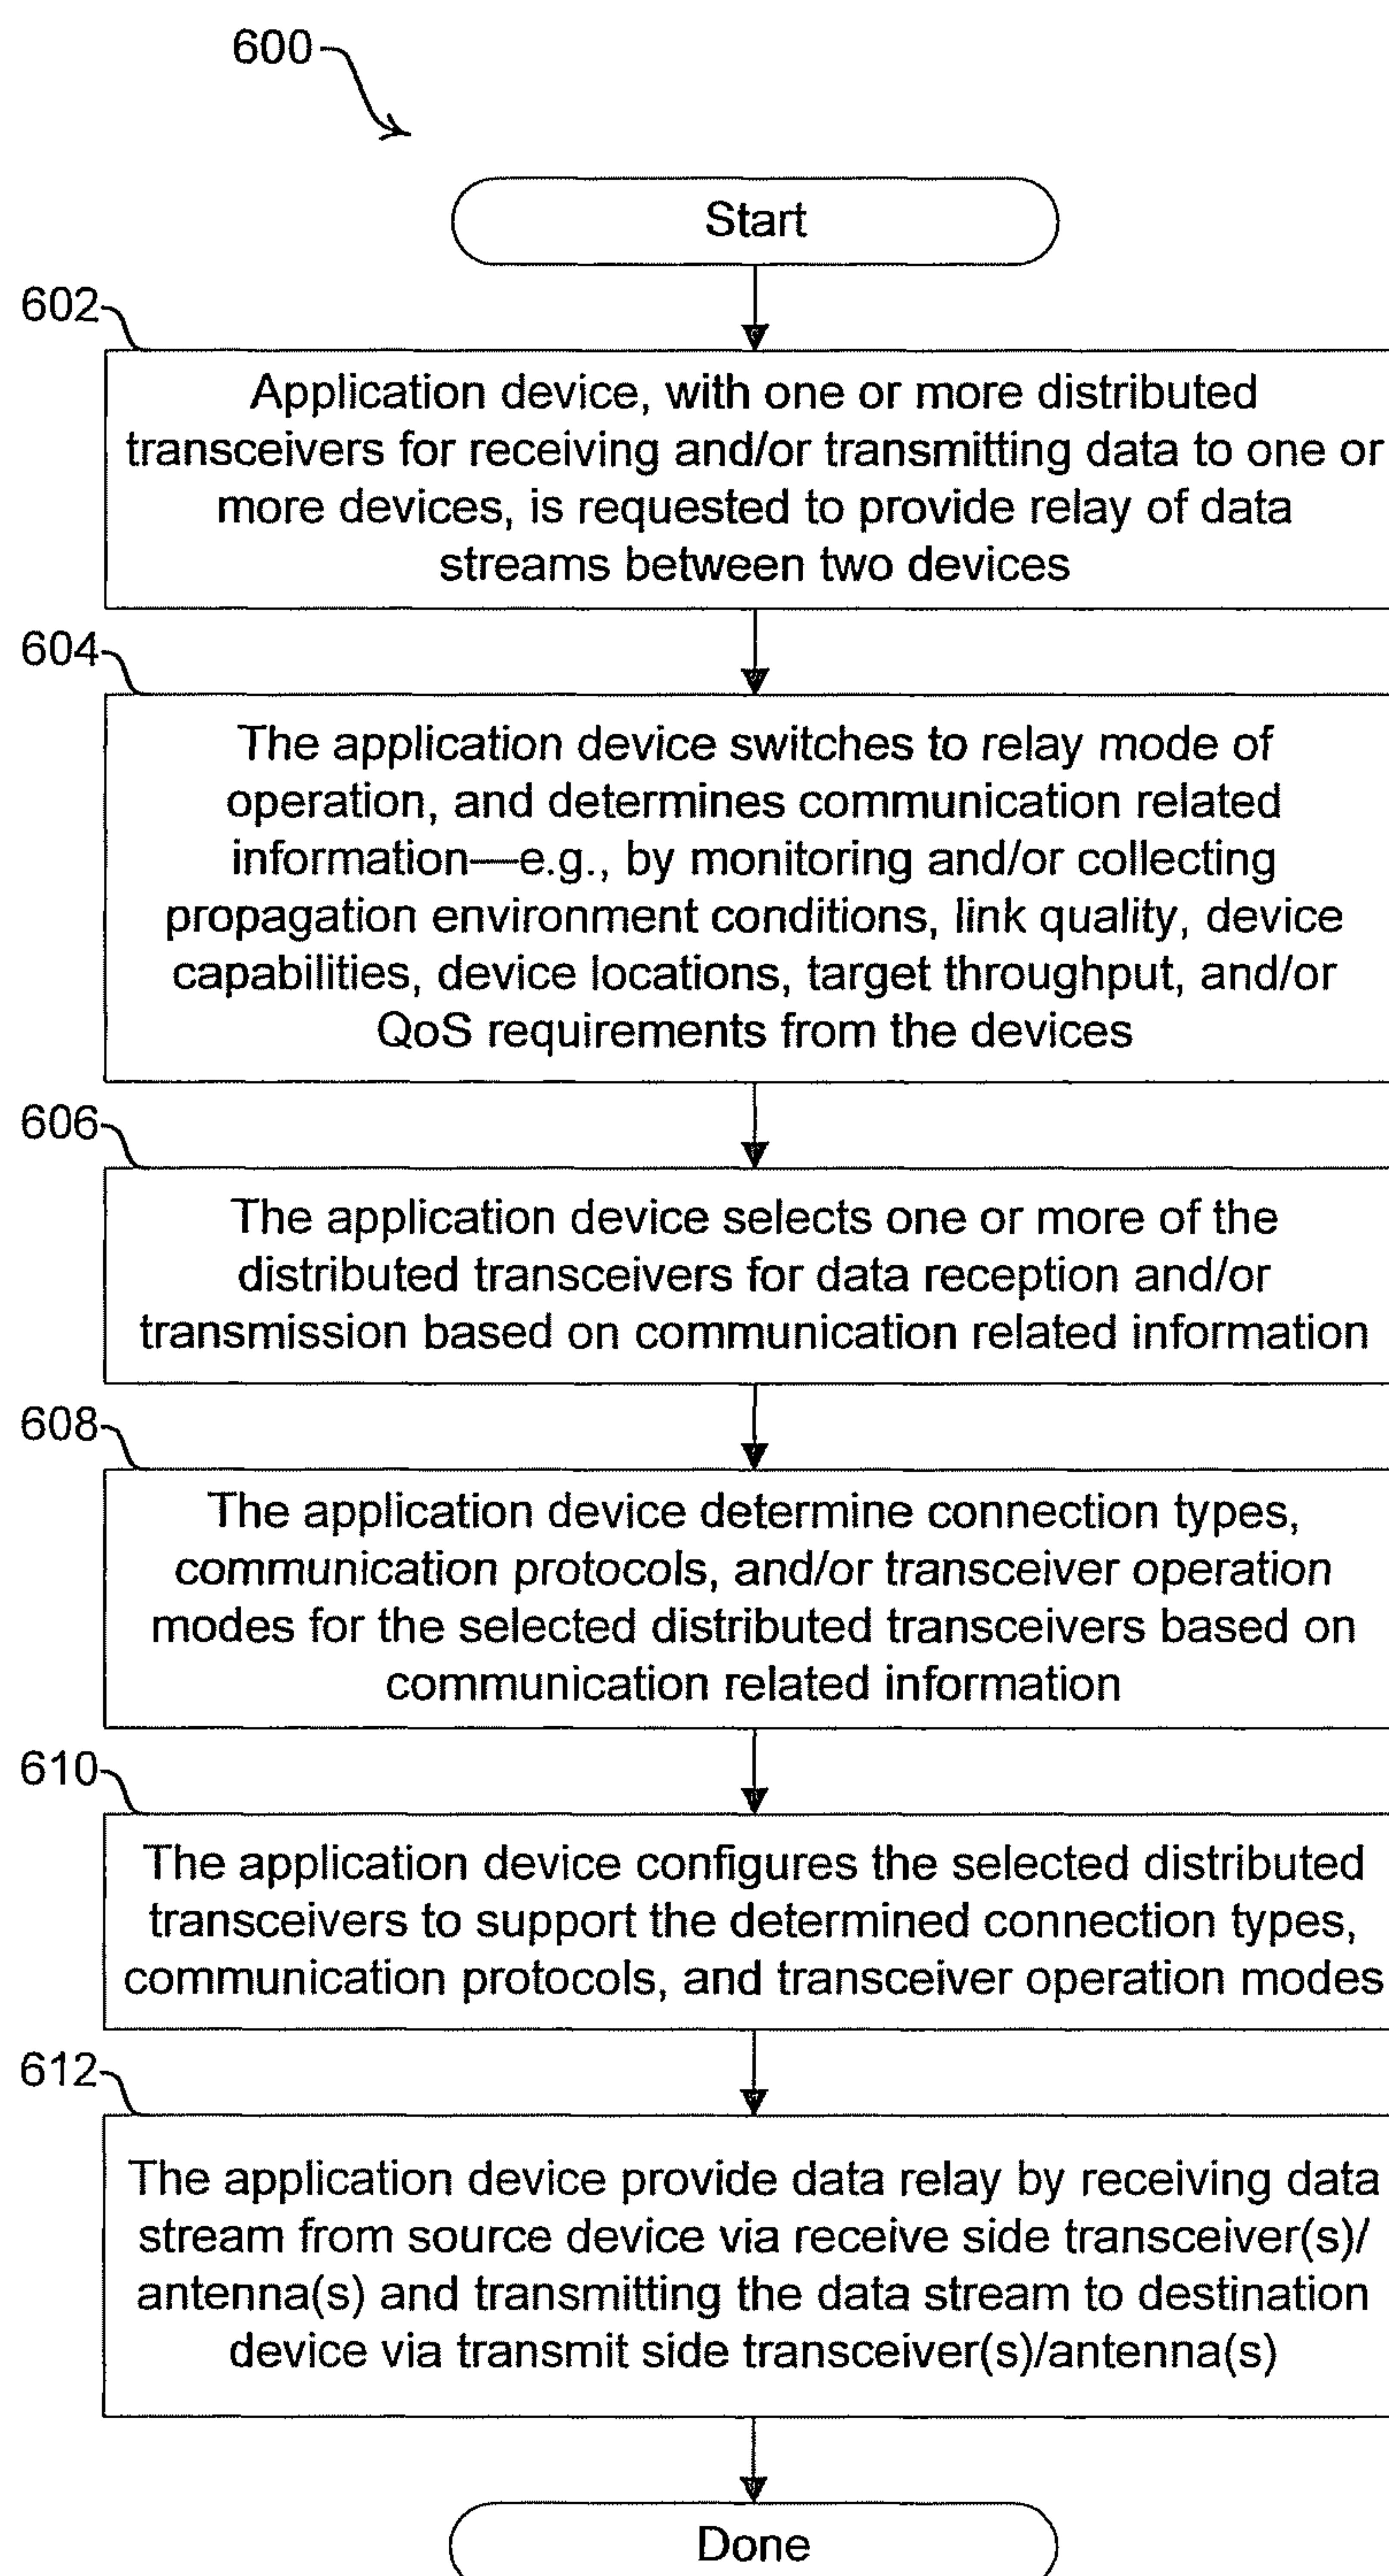 600
Start
602
Application device, with one or more distributed
transceivers for receiving and/or transmitting data to one or
more devices, is requested to provide relay of data
streams between two devices
604
The application device switches to relay mode of
operation, and determines communication related
information—e.g., by monitoring and/or collecting
propagation environment conditions, link quality, device
capabilities, device locations, target throughput, and/or
QoS requirements from the devices
606
The application device selects one or more of the
distributed transceivers for data reception and/or
transmission based on communication related information
608
The application device determine connection types,
communication protocols, and/or transceiver operation
modes for the selected distributed transceivers based on
communication related information
610
The application device configures the selected distributed
transceivers to support the determined connection types,
communication protocols, and transceiver operation modes
612
The application device provide data relay by receiving data
stream from source device via receive side transceiver(s)/
antenna(s) and transmitting the data stream to destination
device via transmit side transceiver(s)/antenna(s)
Done